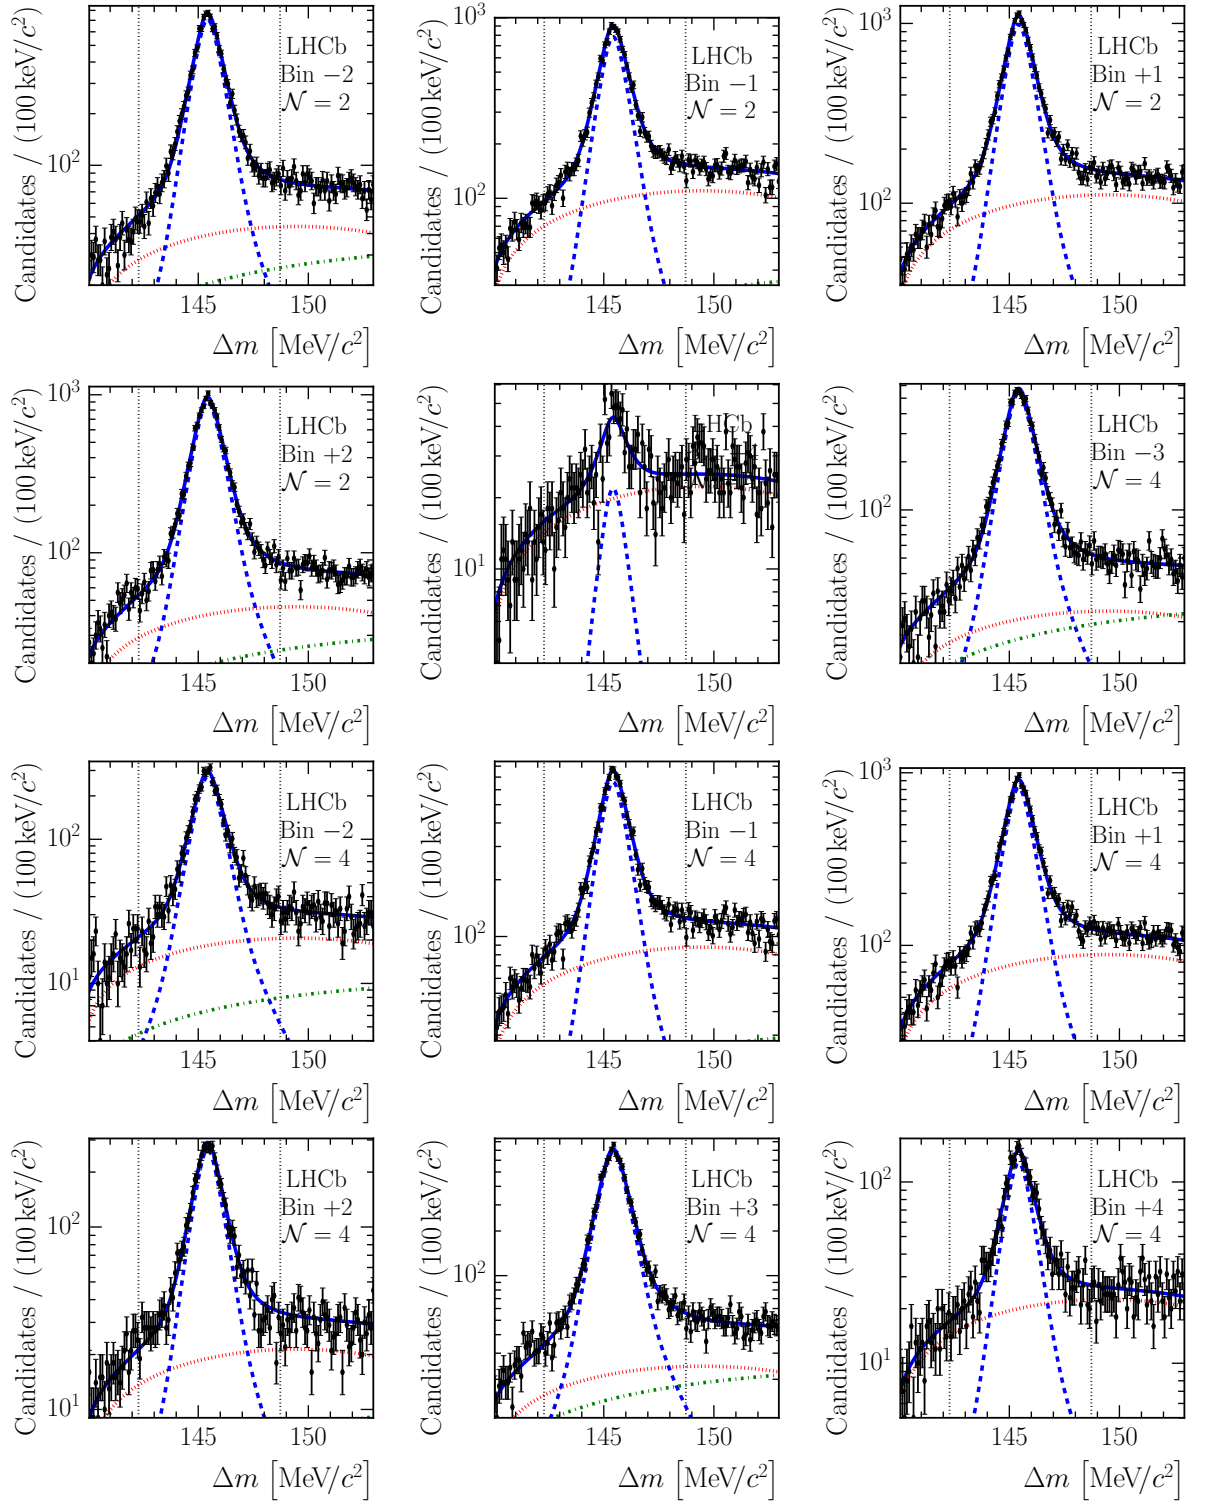 Candidates / (100 keV/c²)
10²
LHCb
Bin −2
𝒩 = 2
145 150
Δm [MeV/c²]
Candidates / (100 keV/c²)
10³
10²
LHCb
Bin −1
𝒩 = 2
145 150
Δm [MeV/c²]
Candidates / (100 keV/c²)
10³
10²
LHCb
Bin +1
𝒩 = 2
145 150
Δm [MeV/c²]
Candidates / (100 keV/c²)
10³
10²
LHCb
Bin +2
𝒩 = 2
145 150
Δm [MeV/c²]
Candidates / (100 keV/c²)
10¹
LHCb
145 150
Δm [MeV/c²]
Candidates / (100 keV/c²)
10²
LHCb
Bin −3
𝒩 = 4
145 150
Δm [MeV/c²]
Candidates / (100 keV/c²)
10²
10¹
LHCb
Bin −2
𝒩 = 4
145 150
Δm [MeV/c²]
Candidates / (100 keV/c²)
10²
LHCb
Bin −1
𝒩 = 4
145 150
Δm [MeV/c²]
Candidates / (100 keV/c²)
10³
10²
LHCb
Bin +1
𝒩 = 4
145 150
Δm [MeV/c²]
Candidates / (100 keV/c²)
10²
10¹
LHCb
Bin +2
𝒩 = 4
145 150
Δm [MeV/c²]
Candidates / (100 keV/c²)
10²
LHCb
Bin +3
𝒩 = 4
145 150
Δm [MeV/c²]
Candidates / (100 keV/c²)
10²
10¹
LHCb
Bin +4
𝒩 = 4
145 150
Δm [MeV/c²]